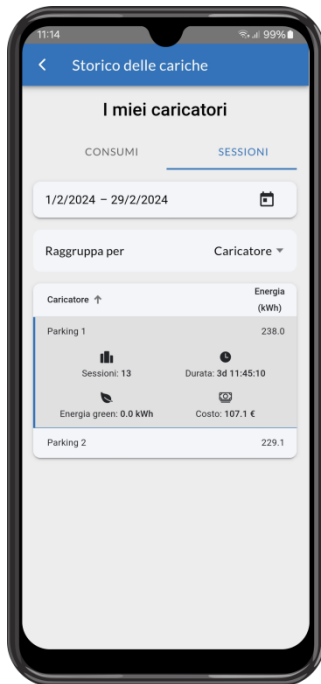 11:14 99%
Storico delle cariche
I miei caricatori
CONSUMI SESSIONI
1/2/2024 – 29/2/2024
Raggruppa per Caricatore
Caricatore Energia
(kWh)
Parking 1 238.0
Sessioni: 13 Durata: 3d 11:45:10
Energia green: 0.0 kWh Costo: 107.1 €
Parking 2 229.1